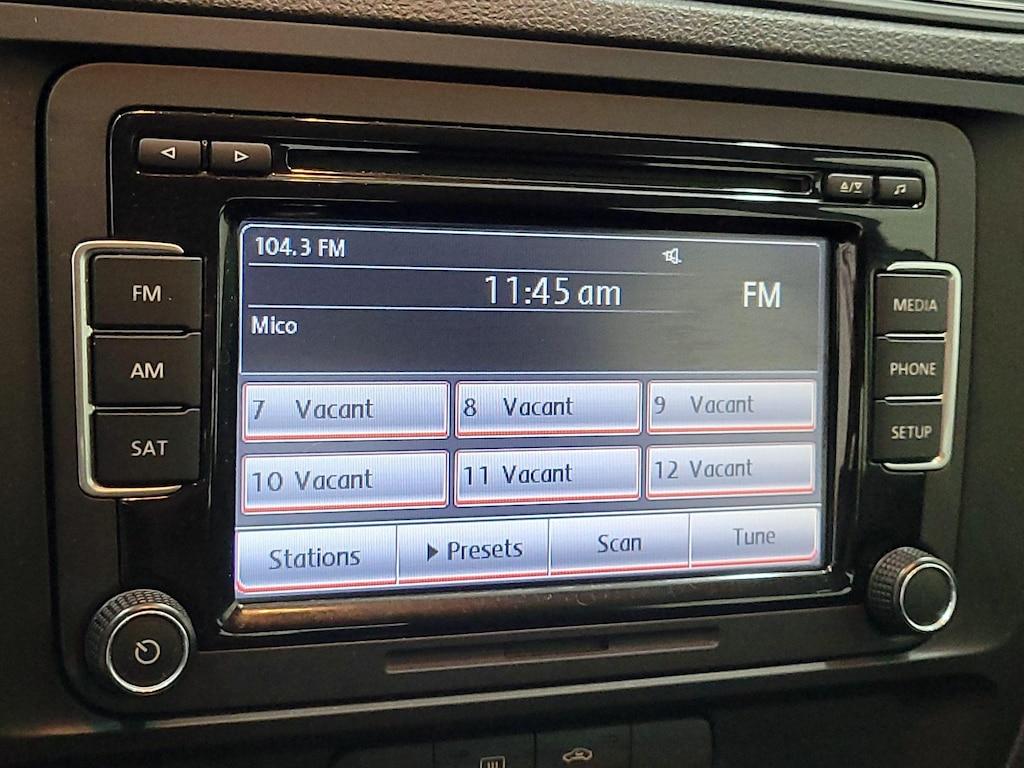 104.3 FM
11:45 am
FM
Mico
FM
AM
SAT
MEDIA
PHONE
SETUP
7 Vacant
8 Vacant
9 Vacant
10 Vacant
11 Vacant
12 Vacant
Stations
Presets
Scan
Tune